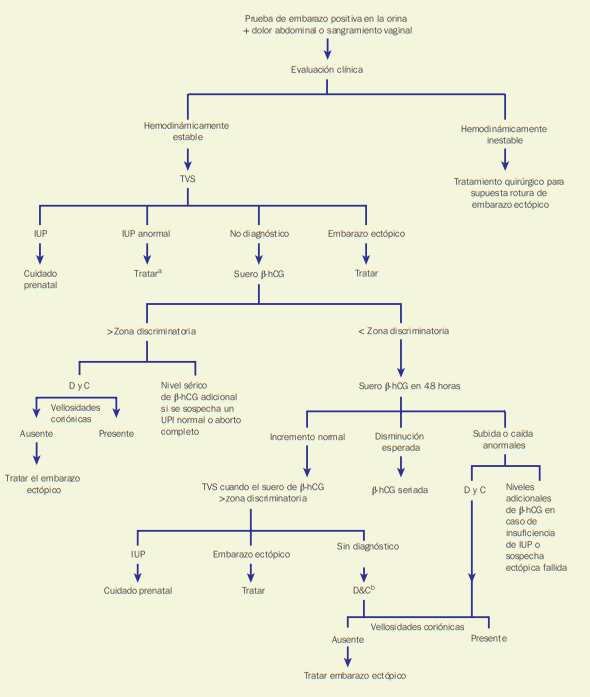 Prueba de embarazo positiva en la orina
+ dolor abdominal o sangramiento vaginal
Evaluación clínica
Hemodinámicamente
estable
Hemodinámicamente
inestable
TVS
Tratamiento quirúrgico para
supuesta rotura de
embarazo ectópico
IUP
IUP anormal
No diagnóstico
Embarazo ectópico
Cuidado
prenatal
Tratarª
Suero β-hCG
Tratar
>Zona discriminatoria
< Zona discriminatoria
D y C
Nivel sérico
de β-hCG adicional
si se sospecha un
UPI normal o aborto
completo
Suero β-hCG en 48 horas
Vellosidades
coriónicas
Ausente
Presente
Tratar el embarazo
ectópico
Incremento normal
Disminución
esperada
Subida o caída
anormales
TVS cuando el suero de β-hCG
>zona discriminatoria
β-hCG seriada
D y C
Niveles
adicionales
de β-hCG en
caso de
insuficiencia
de IUP o
sospecha
ectópica fallida
IUP
Embarazo ectópico
Sin diagnóstico
Cuidado prenatal
Tratar
D&Cᵇ
Vellosidades coriónicas
Ausente
Presente
Tratar embarazo ectópico